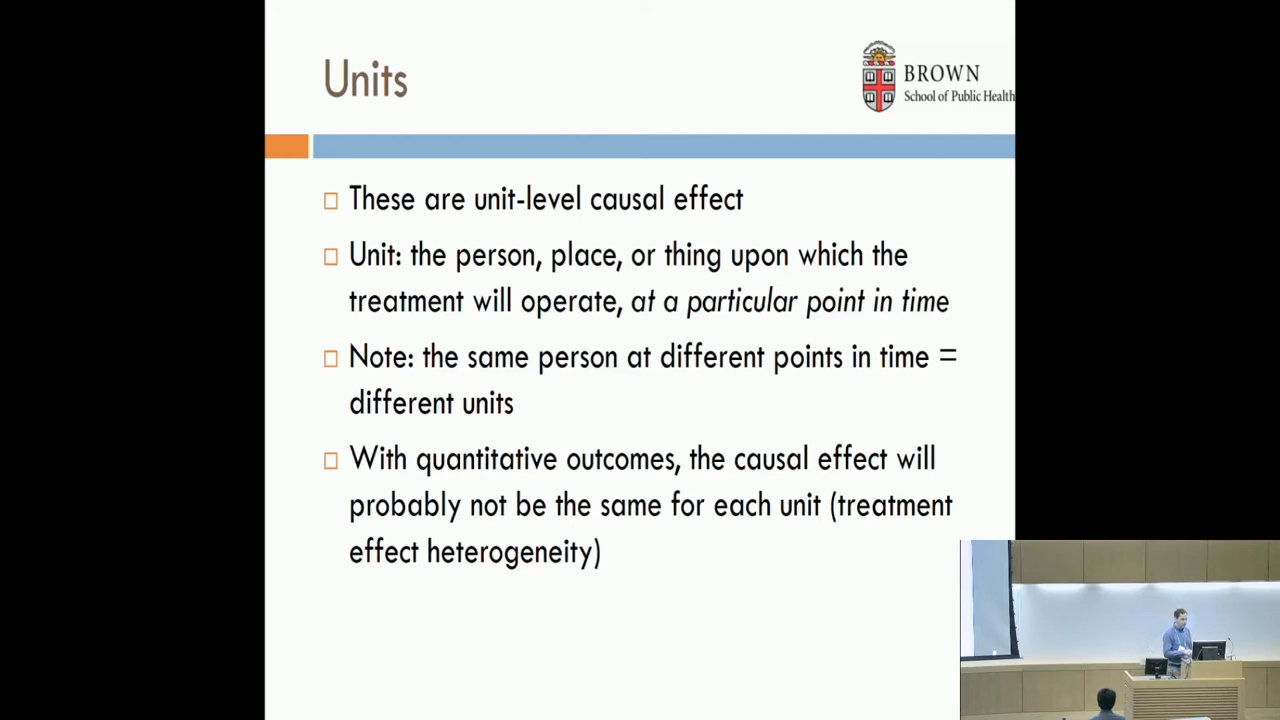 Units
BROWN
School of Public Health
These are unit-level causal effect
Unit: the person, place, or thing upon which the
treatment will operate, at a particular point in time
Note: the same person at different points in time =
different units
With quantitative outcomes, the causal effect will
probably not be the same for each unit (treatment
effect heterogeneity)